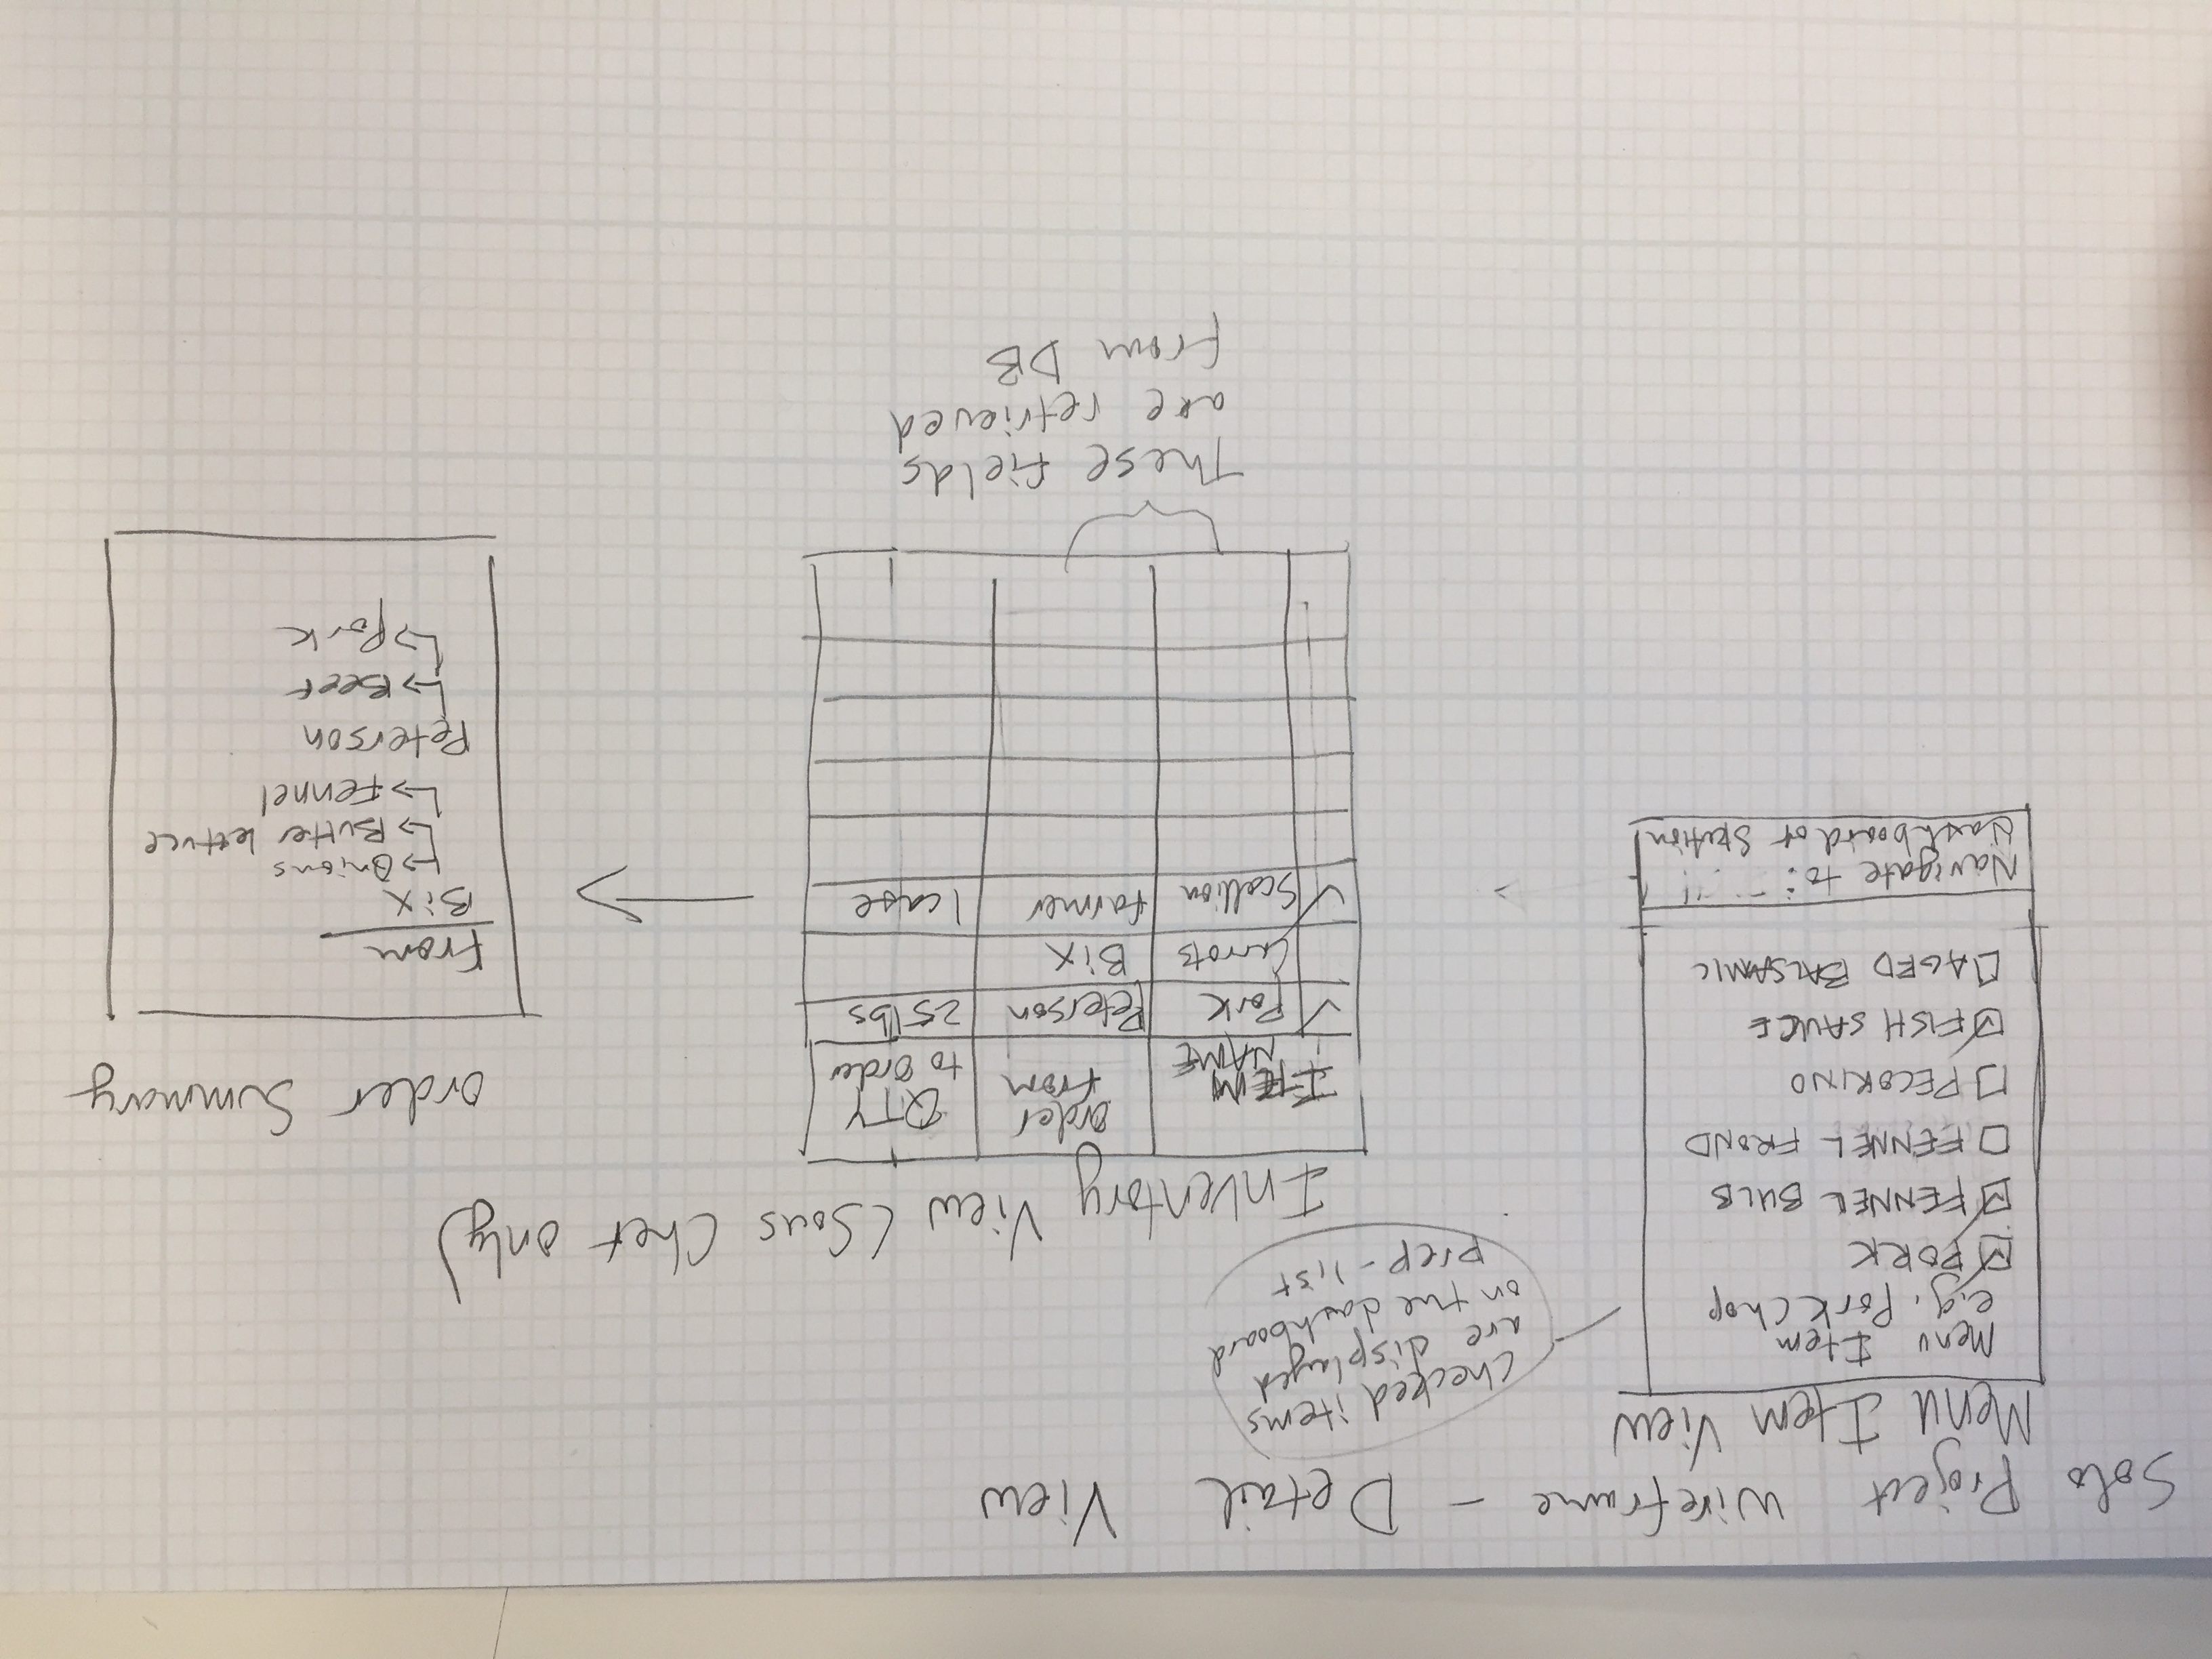 Solo Project Wireframe - Detail View
Menu Item View
Menu Item
e.g. Pork Chop
PORK
FENNEL BULB
FENNEL FROND
PECORINO
FISH SAUCE
AGED BALSAMIC
Navigate to:
dashboard or Station
checked items
are displayed
on the dashboard
prep-list
Inventory View (Sous Chef only)
ITEM NAME
order from
QTY to order
✓ Pork Peterson 25lbs
Carrots Bix
✓ Scallion farmer 1 case
These fields
are retrieved
from DB
order Summary
From
Bix
↳ Onions
↳ Butter lettuce
↳ Fennel
Peterson
↳ Beef
↳ Pork